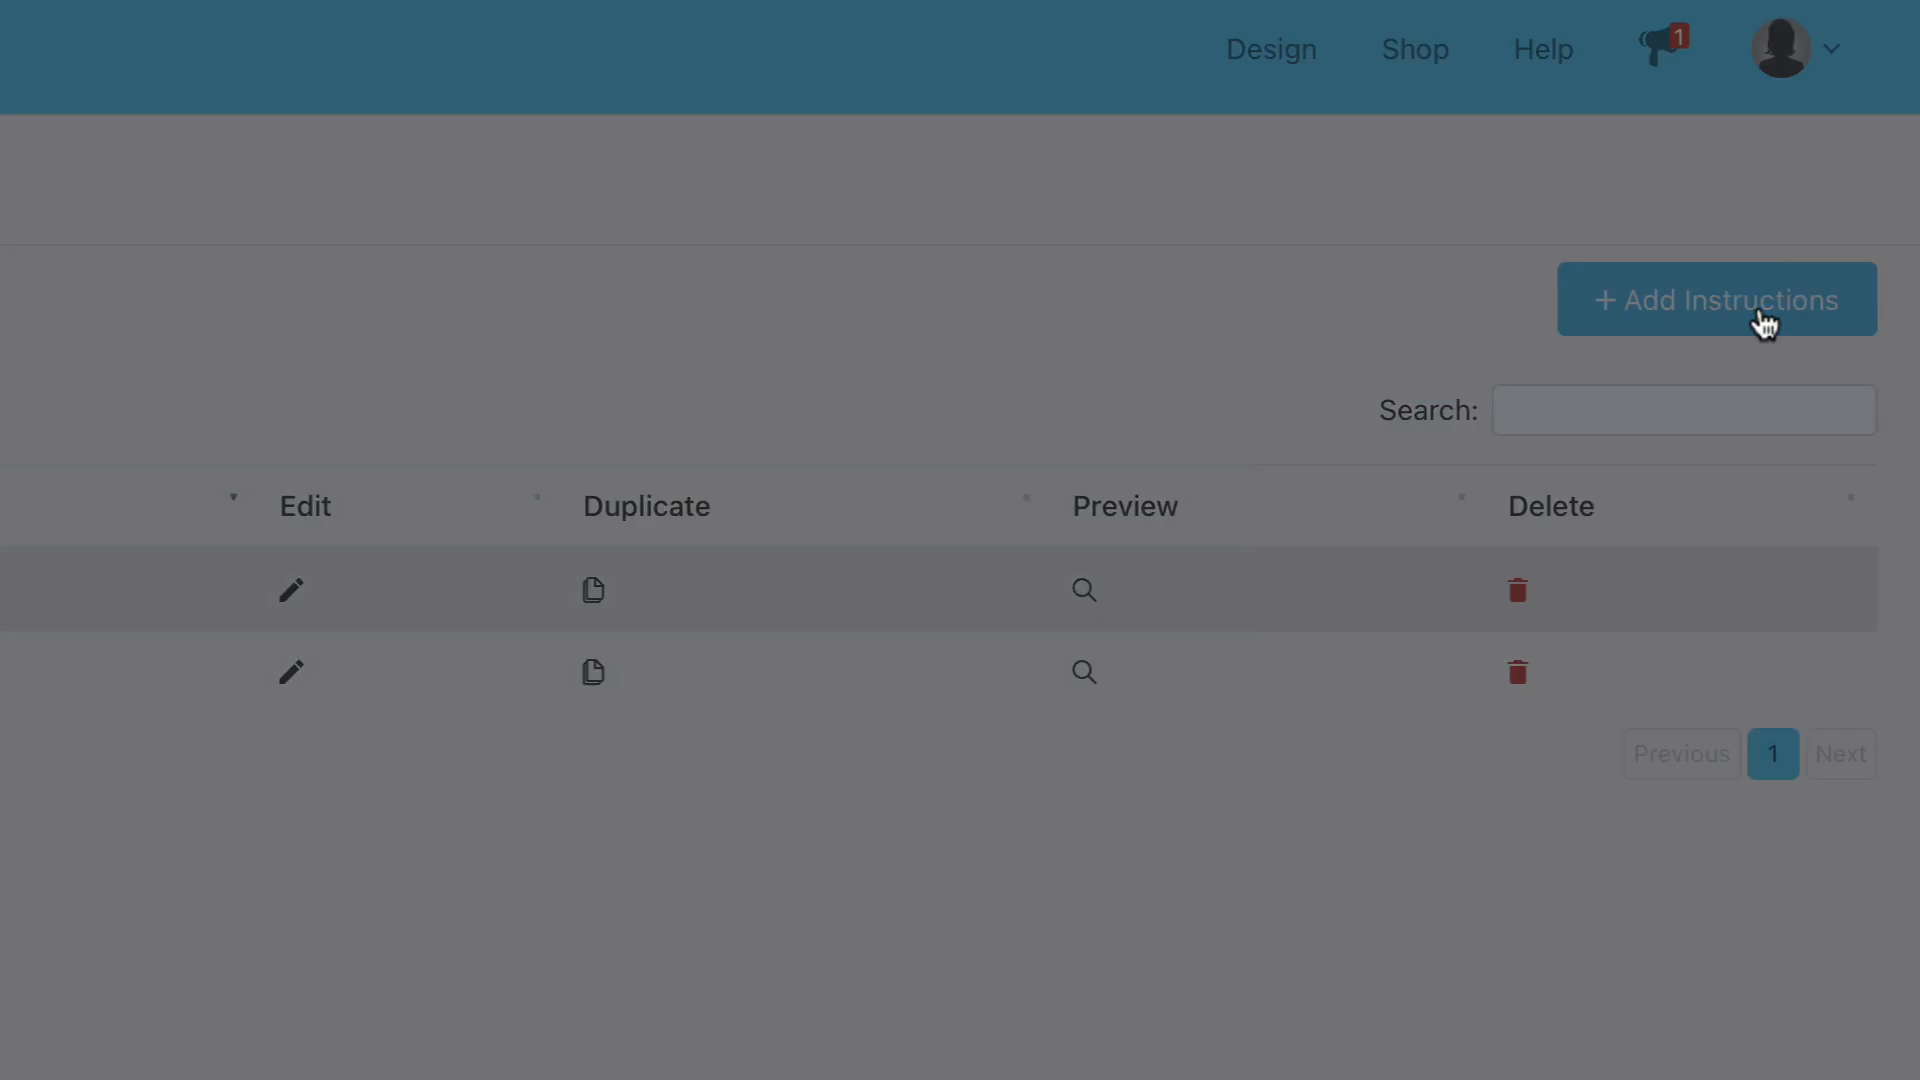 Design Shop Help 1
+ Add Instructions
Search:
Edit Duplicate Preview Delete
Previous 1 Next